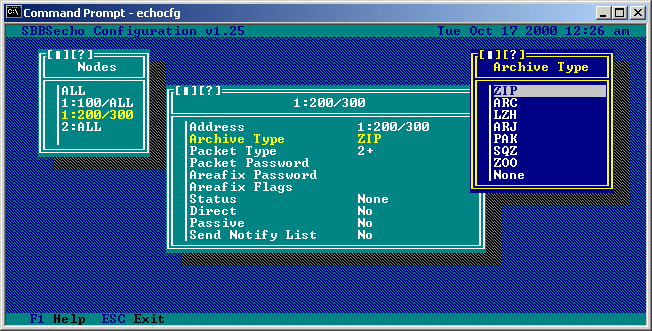 Command Prompt - echocfg
SBBSecho Configuration v1.25 Tue Oct 17 2000 12:26 am
[■][?]
Nodes
ALL
1:100/ALL
1:200/300
2:ALL
[■][?]
1:200/300
Address 1:200/300
Archive Type ZIP
Packet Type 2+
Packet Password
Areafix Password
Areafix Flags
Status None
Direct No
Passive No
Send Notify List No
[■][?]
Archive Type
ZIP
ARC
LZH
ARJ
PAK
SQZ
ZOO
None
F1 Help ESC Exit